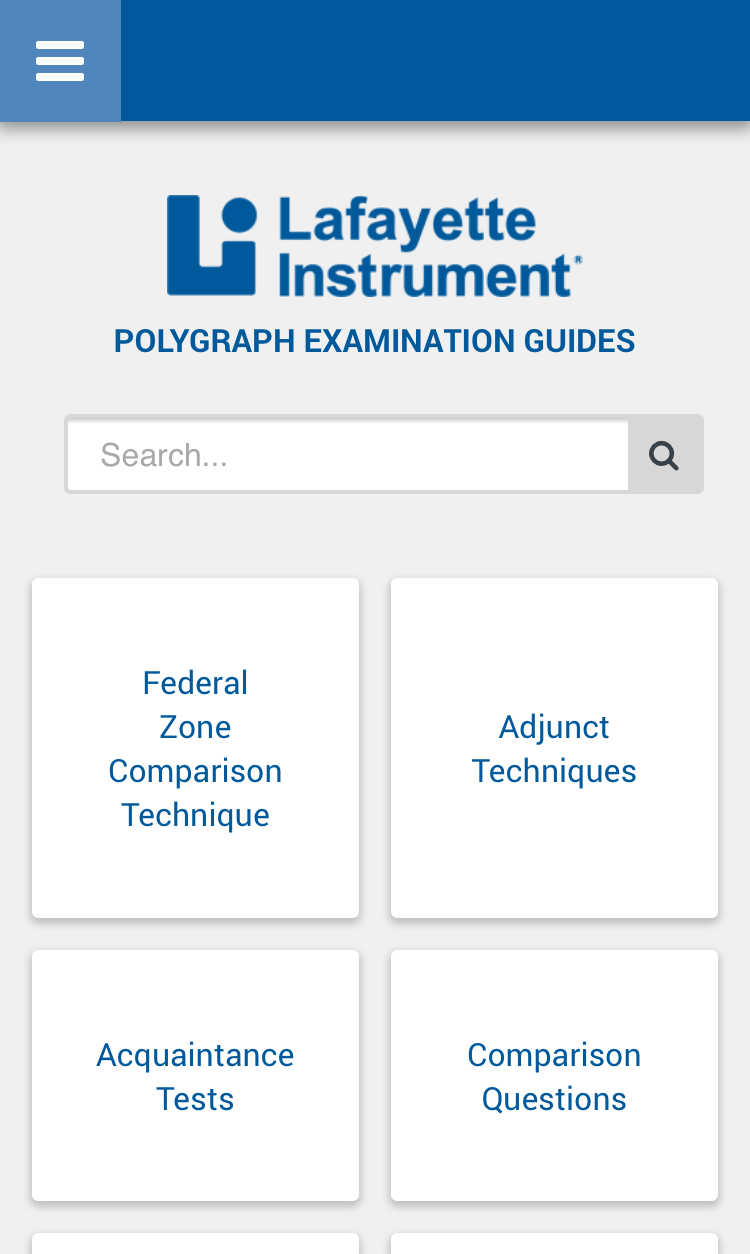 Lafayette
Instrument®
POLYGRAPH EXAMINATION GUIDES
Search...
Federal
Zone
Comparison
Technique
Adjunct
Techniques
Acquaintance
Tests
Comparison
Questions